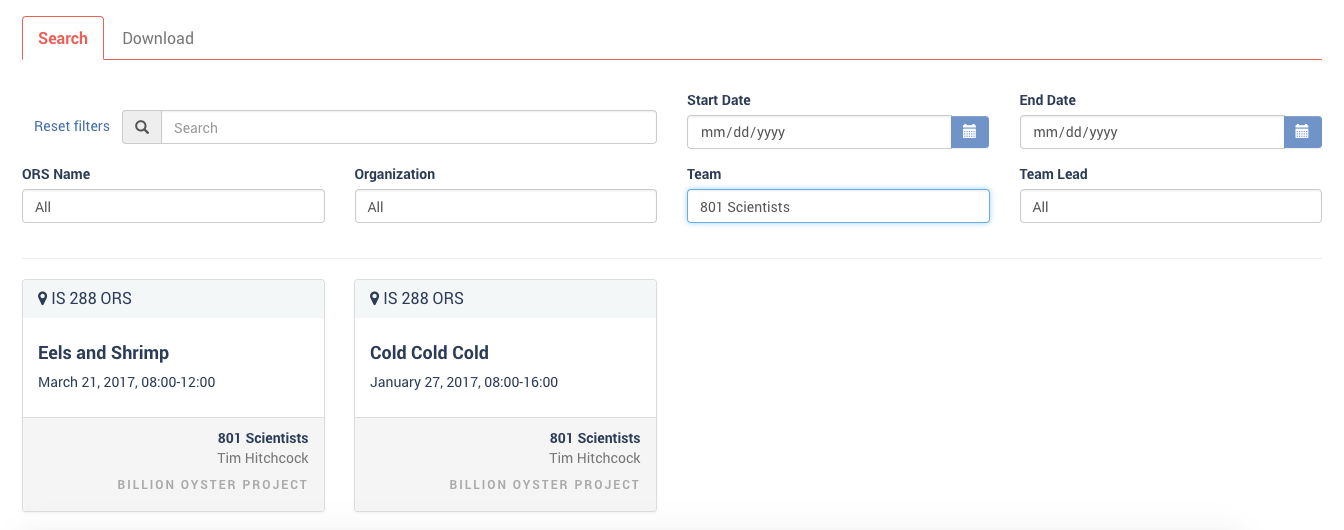 Search
Download
Reset filters
Search
Start Date
mm/dd/yyyy
End Date
mm/dd/yyyy
ORS Name
All
Organization
All
Team
801 Scientists
Team Lead
All
IS 288 ORS
Eels and Shrimp
March 21, 2017, 08:00-12:00
801 Scientists
Tim Hitchcock
BILLION OYSTER PROJECT
IS 288 ORS
Cold Cold Cold
January 27, 2017, 08:00-16:00
801 Scientists
Tim Hitchcock
BILLION OYSTER PROJECT